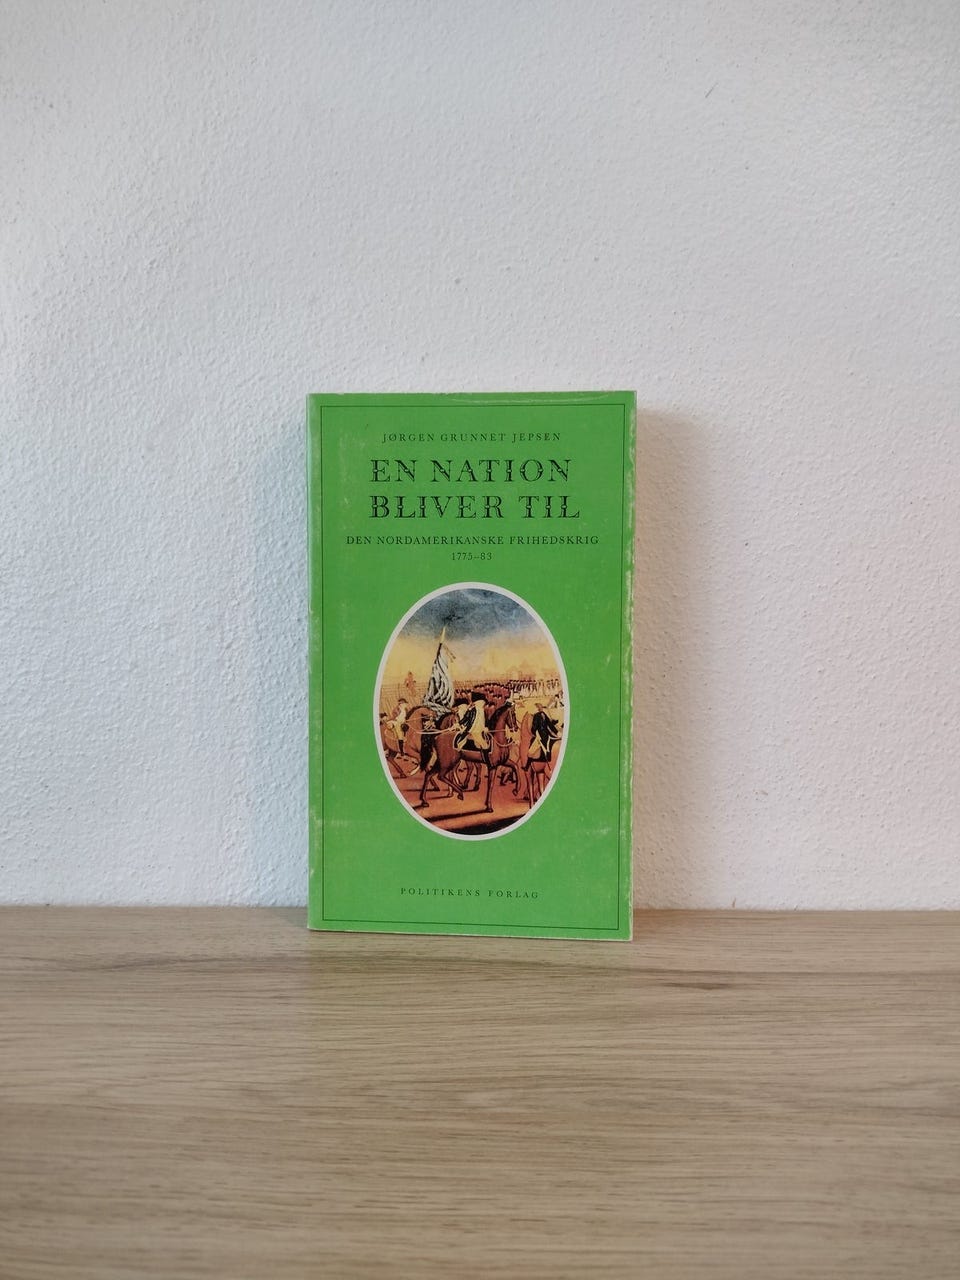 JØRGEN GRUNNET JEPSEN
EN NATION
BLIVER TIL
DEN NORDAMERIKANSKE FRIHEDSKRIG
1775-83
POLITIKENS FORLAG